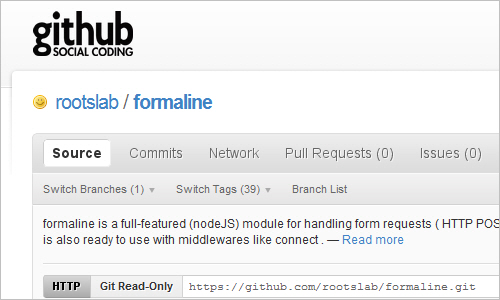 github
SOCIAL CODING
rootslab / formaline
Source Commits Network Pull Requests (0) Issues (0)
Switch Branches (1) Switch Tags (39) Branch List
formaline is a full-featured (nodeJS) module for handling form requests ( HTTP POS
is also ready to use with middlewares like connect . — Read more
HTTP Git Read-Only https://github.com/rootslab/formaline.git